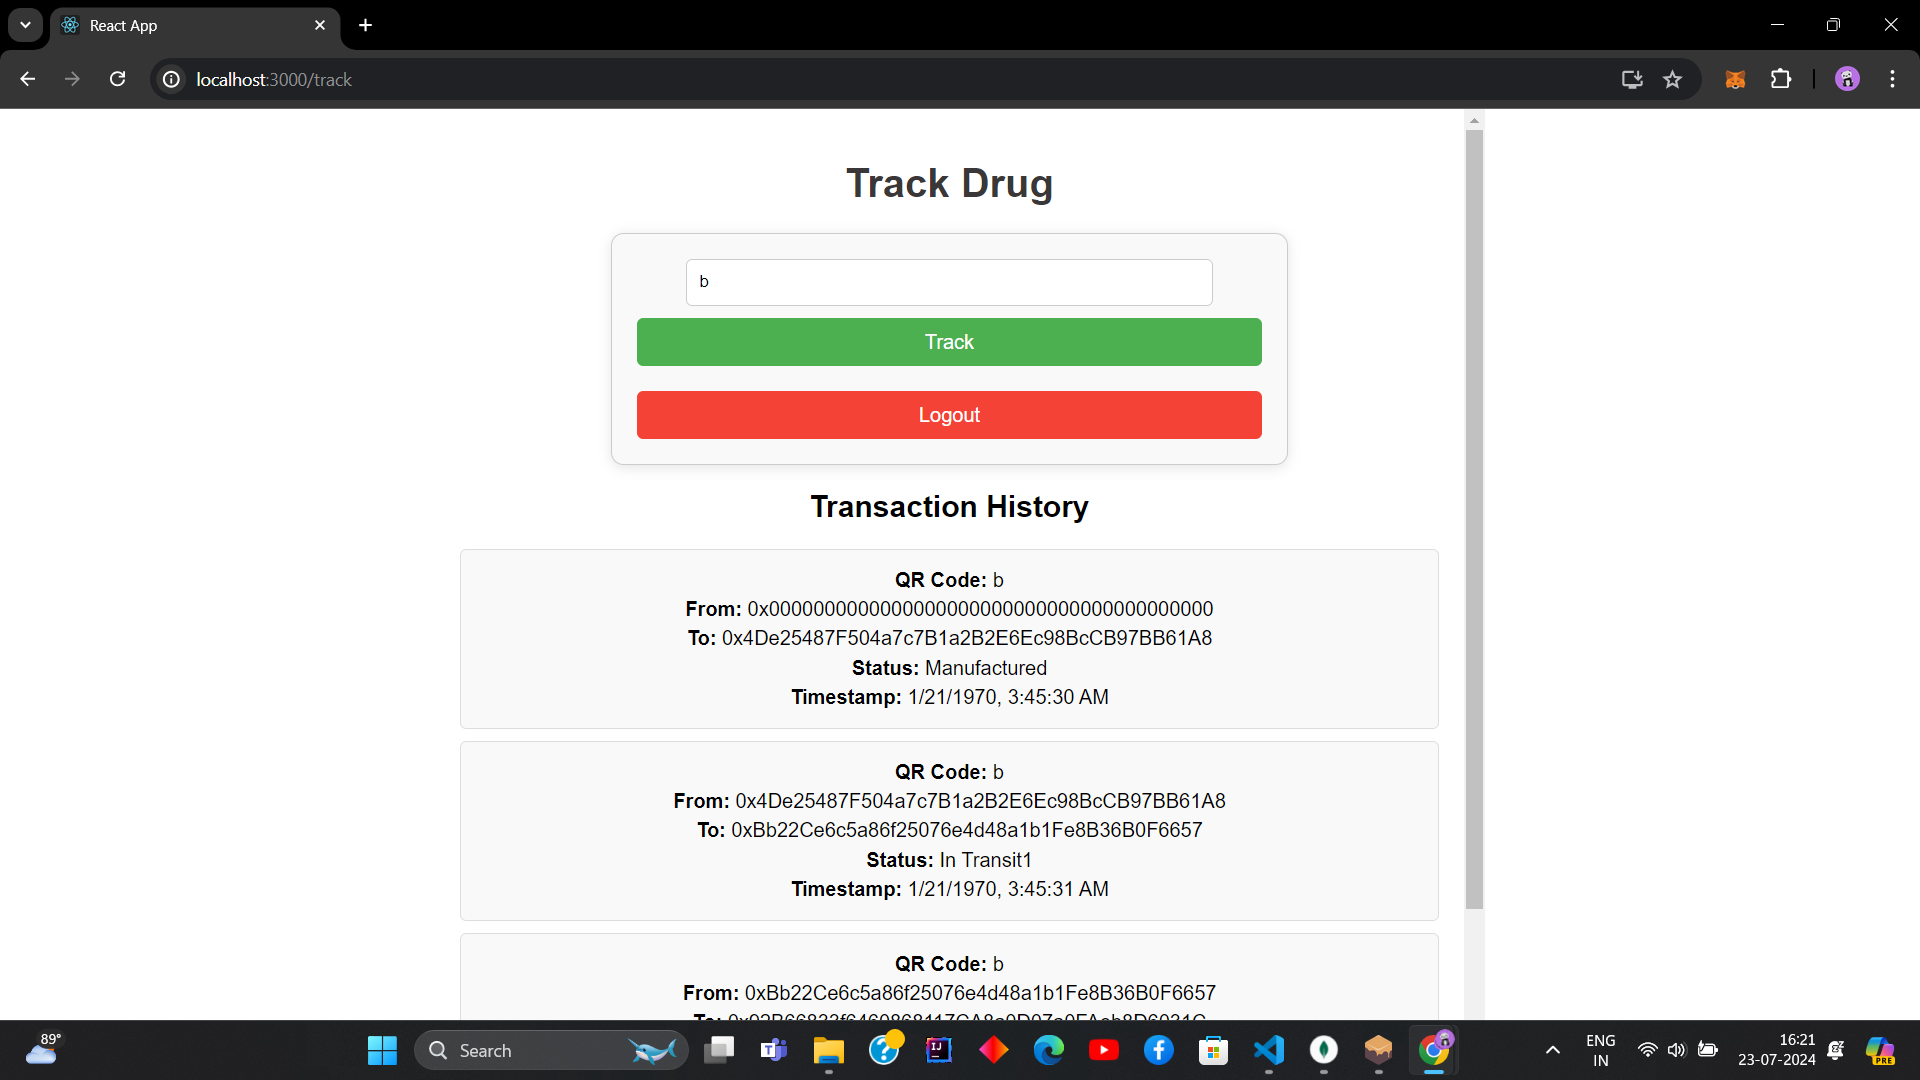 React App
localhost:3000/track
Track Drug
b
Track
Logout
Transaction History
QR Code: b
From: 0x0000000000000000000000000000000000000000
To: 0x4De25487F504a7c7B1a2B2E6Ec98BcCB97BB61A8
Status: Manufactured
Timestamp: 1/21/1970, 3:45:30 AM
QR Code: b
From: 0x4De25487F504a7c7B1a2B2E6Ec98BcCB97BB61A8
To: 0xBb22Ce6c5a86f25076e4d48a1b1Fe8B36B0F6657
Status: In Transit1
Timestamp: 1/21/1970, 3:45:31 AM
QR Code: b
From: 0xBb22Ce6c5a86f25076e4d48a1b1Fe8B36B0F6657
To:
89°
Search
ENG
IN
16:21
23-07-2024
PRE